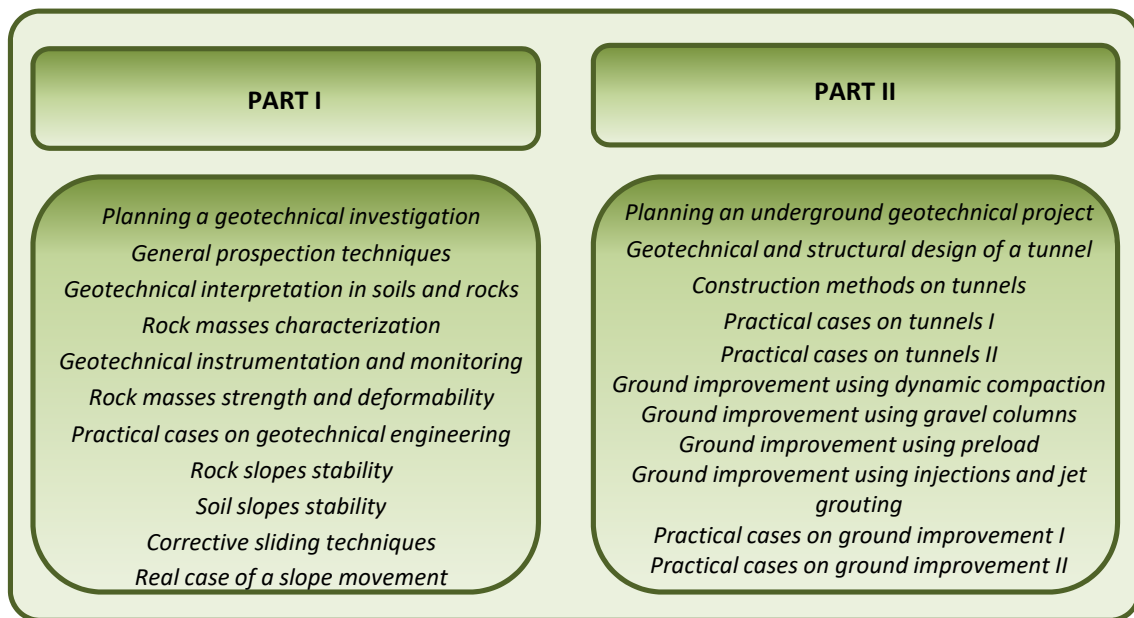 PART I
Planning a geotechnical investigation
General prospection techniques
Geotechnical interpretation in soils and rocks
Rock masses characterization
Geotechnical instrumentation and monitoring
Rock masses strength and deformability
Practical cases on geotechnical engineering
Rock slopes stability
Soil slopes stability
Corrective sliding techniques
Real case of a slope movement
PART II
Planning an underground geotechnical project
Geotechnical and structural design of a tunnel
Construction methods on tunnels
Practical cases on tunnels I
Practical cases on tunnels II
Ground improvement using dynamic compaction
Ground improvement using gravel columns
Ground improvement using preload
Ground improvement using injections and jet
grouting
Practical cases on ground improvement I
Practical cases on ground improvement II